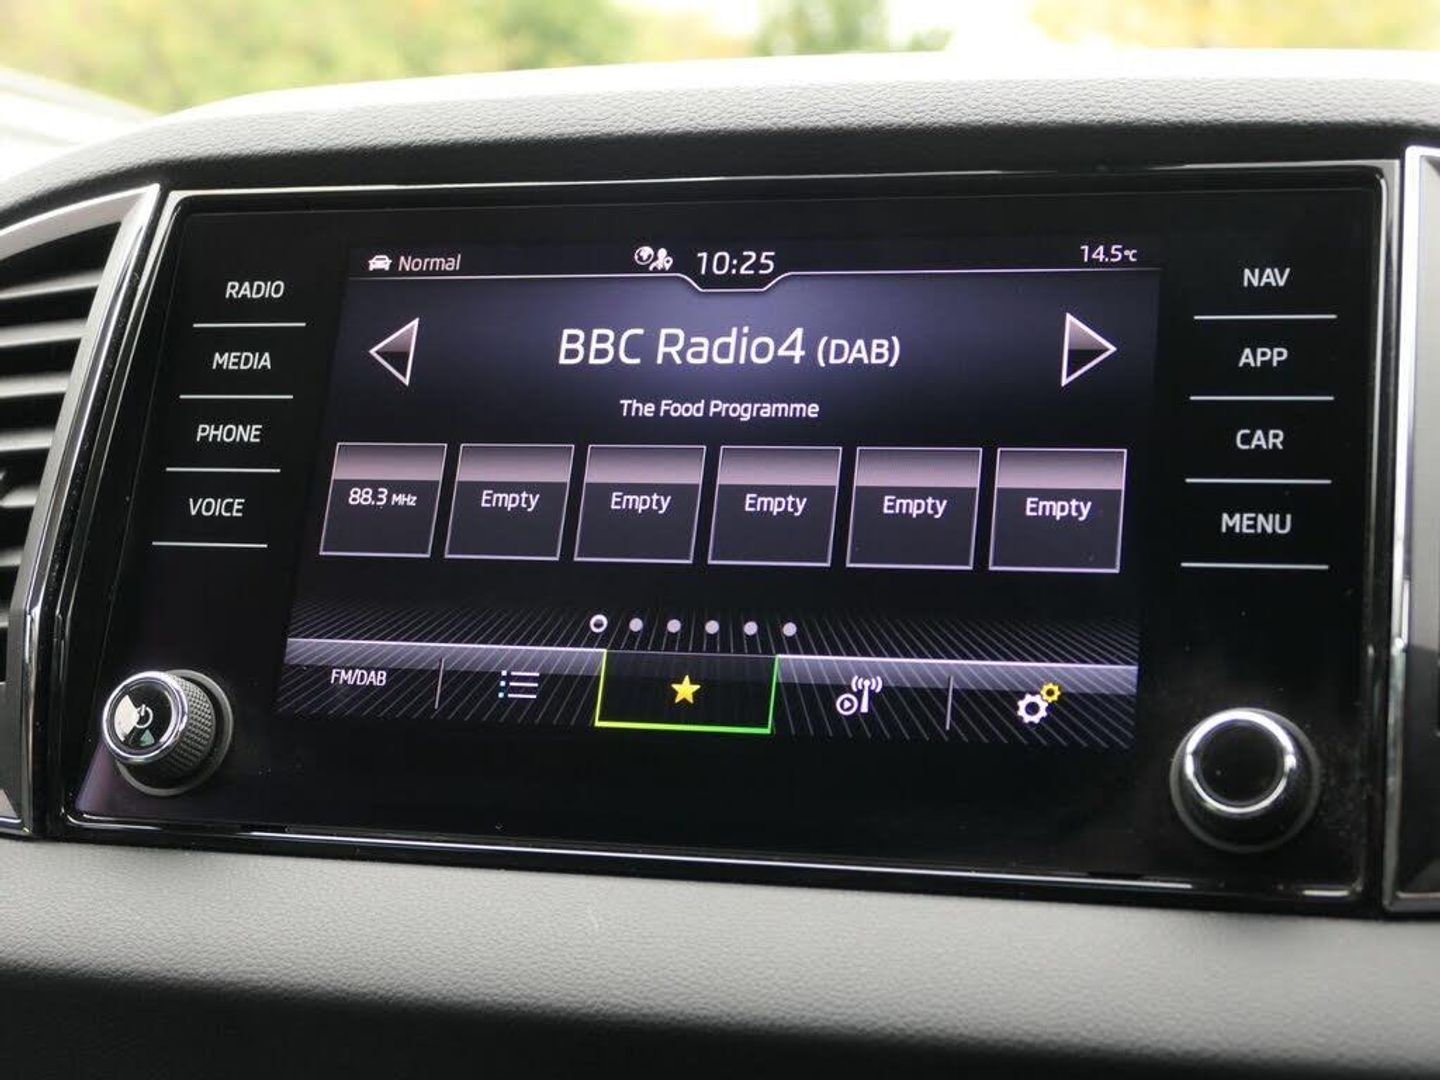 Normal
10:25
14.5°C
RADIO
MEDIA
PHONE
VOICE
BBC Radio4 (DAB)
The Food Programme
88.3 MHz
Empty
Empty
Empty
Empty
Empty
FM/DAB
NAV
APP
CAR
MENU